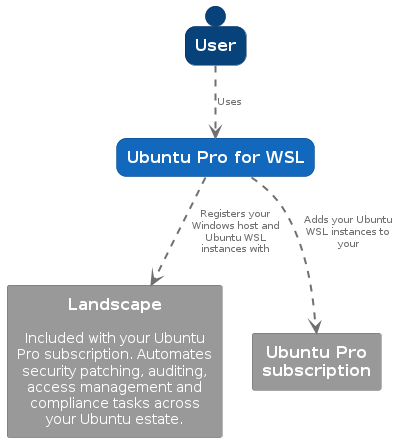 User
Uses
Ubuntu Pro for WSL
Registers your
Windows host and
Ubuntu WSL
instances with
Adds your Ubuntu
WSL instances to
your
Landscape
Included with your Ubuntu
Pro subscription. Automates
security patching, auditing,
access management and
compliance tasks across
your Ubuntu estate.
Ubuntu Pro
subscription